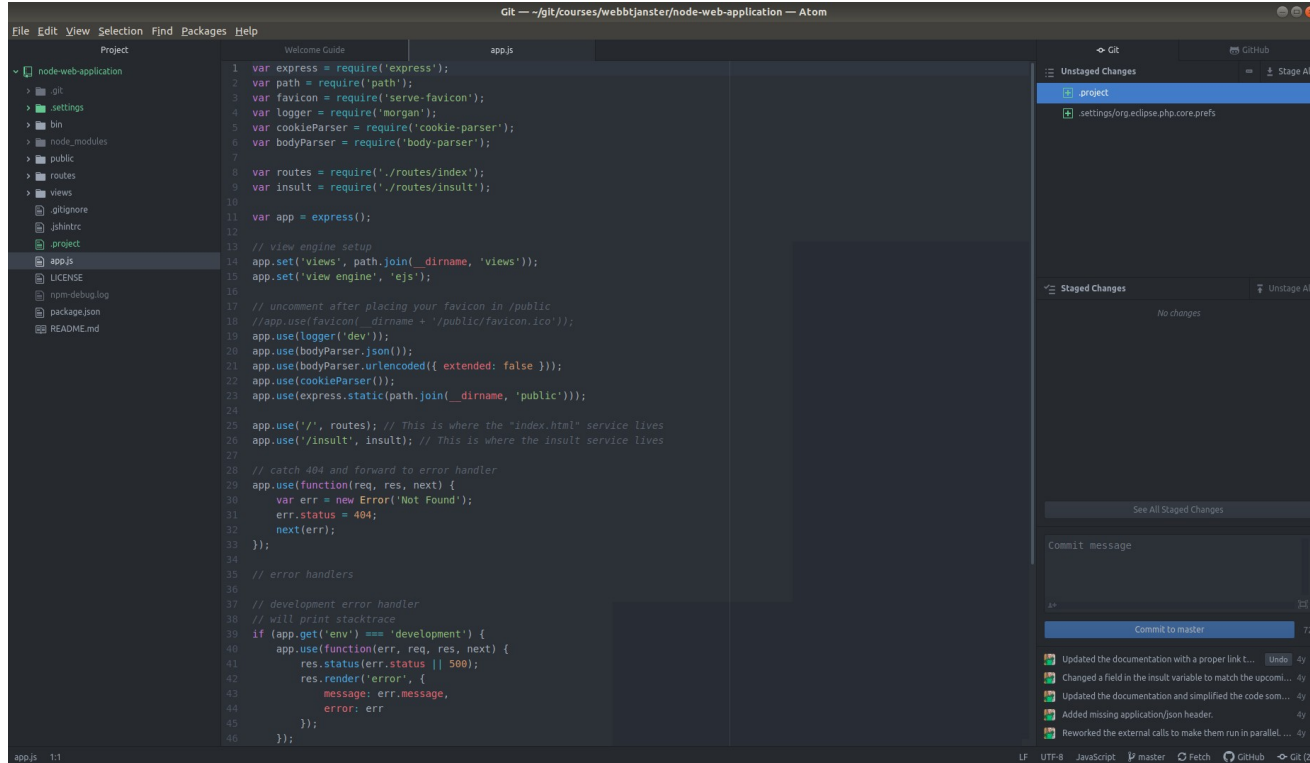 Git — ~/git/courses/webbtjanster/node-web-application — Atom
File Edit View Selection Find Packages Help
Project
node-web-application
.git
.settings
bin
node_modules
public
routes
views
.gitignore
.jshintrc
.project
app.js
LICENSE
npm-debug.log
package.json
README.md
Welcome Guide app.js
1 var express = require('express');
2 var path = require('path');
3 var favicon = require('serve-favicon');
4 var logger = require('morgan');
5 var cookieParser = require('cookie-parser');
6 var bodyParser = require('body-parser');
7
8 var routes = require('./routes/index');
9 var insult = require('./routes/insult');
10
11 var app = express();
12
13 // view engine setup
14 app.set('views', path.join(__dirname, 'views'));
15 app.set('view engine', 'ejs');
16
17 // uncomment after placing your favicon in /public
18 //app.use(favicon(__dirname + '/public/favicon.ico'));
19 app.use(logger('dev'));
20 app.use(bodyParser.json());
21 app.use(bodyParser.urlencoded({ extended: false }));
22 app.use(cookieParser());
23 app.use(express.static(path.join(__dirname, 'public')));
24
25 app.use('/', routes); // This is where the "index.html" service lives
26 app.use('/insult', insult); // This is where the insult service lives
27
28 // catch 404 and forward to error handler
29 app.use(function(req, res, next) {
30 var err = new Error('Not Found');
31 err.status = 404;
32 next(err);
33 });
34
35 // error handlers
36
37 // development error handler
38 // will print stacktrace
39 if (app.get('env') === 'development') {
40 app.use(function(err, req, res, next) {
41 res.status(err.status || 500);
42 res.render('error', {
43 message: err.message,
44 error: err
45 });
46 });
Git GitHub
Unstaged Changes Stage Al
.project
.settings/org.eclipse.php.core.prefs
Staged Changes Unstage Al
No changes
See All Staged Changes
Commit message
Commit to master 72
Updated the documentation with a proper link t... Undo 4y
Changed a field in the insult variable to match the upcomi... 4y
Updated the documentation and simplified the code som... 4y
Added missing application/json header. 4y
Reworked the external calls to make them run in parallel. ... 4y
app.js 1:1 LF UTF-8 JavaScript master Fetch GitHub Git (2